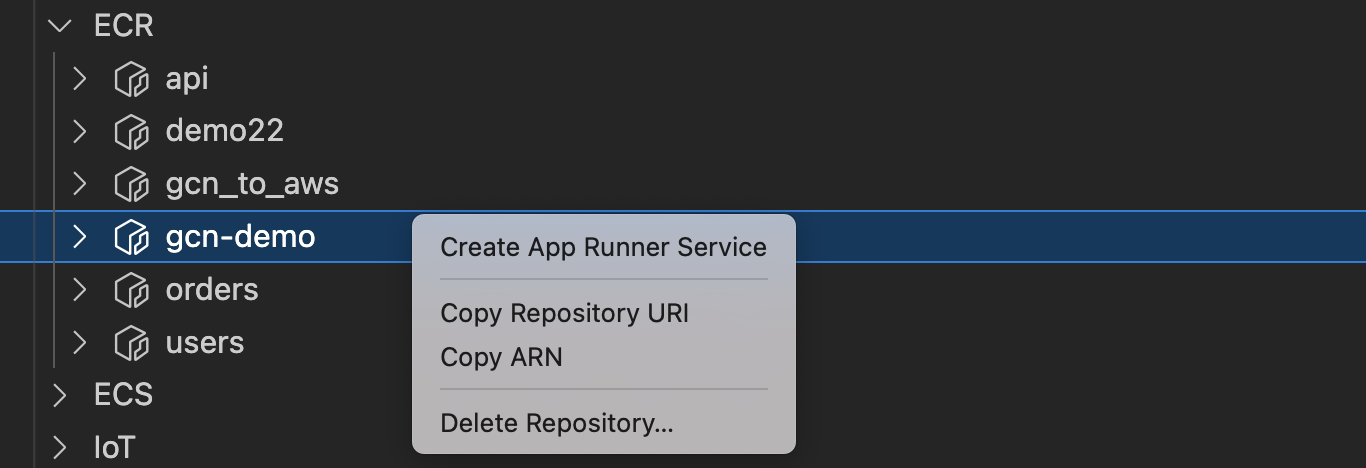 ECR
api
demo22
gcn_to_aws
gcn-demo
Create App Runner Service
Copy Repository URI
Copy ARN
Delete Repository...
orders
users
ECS
IoT